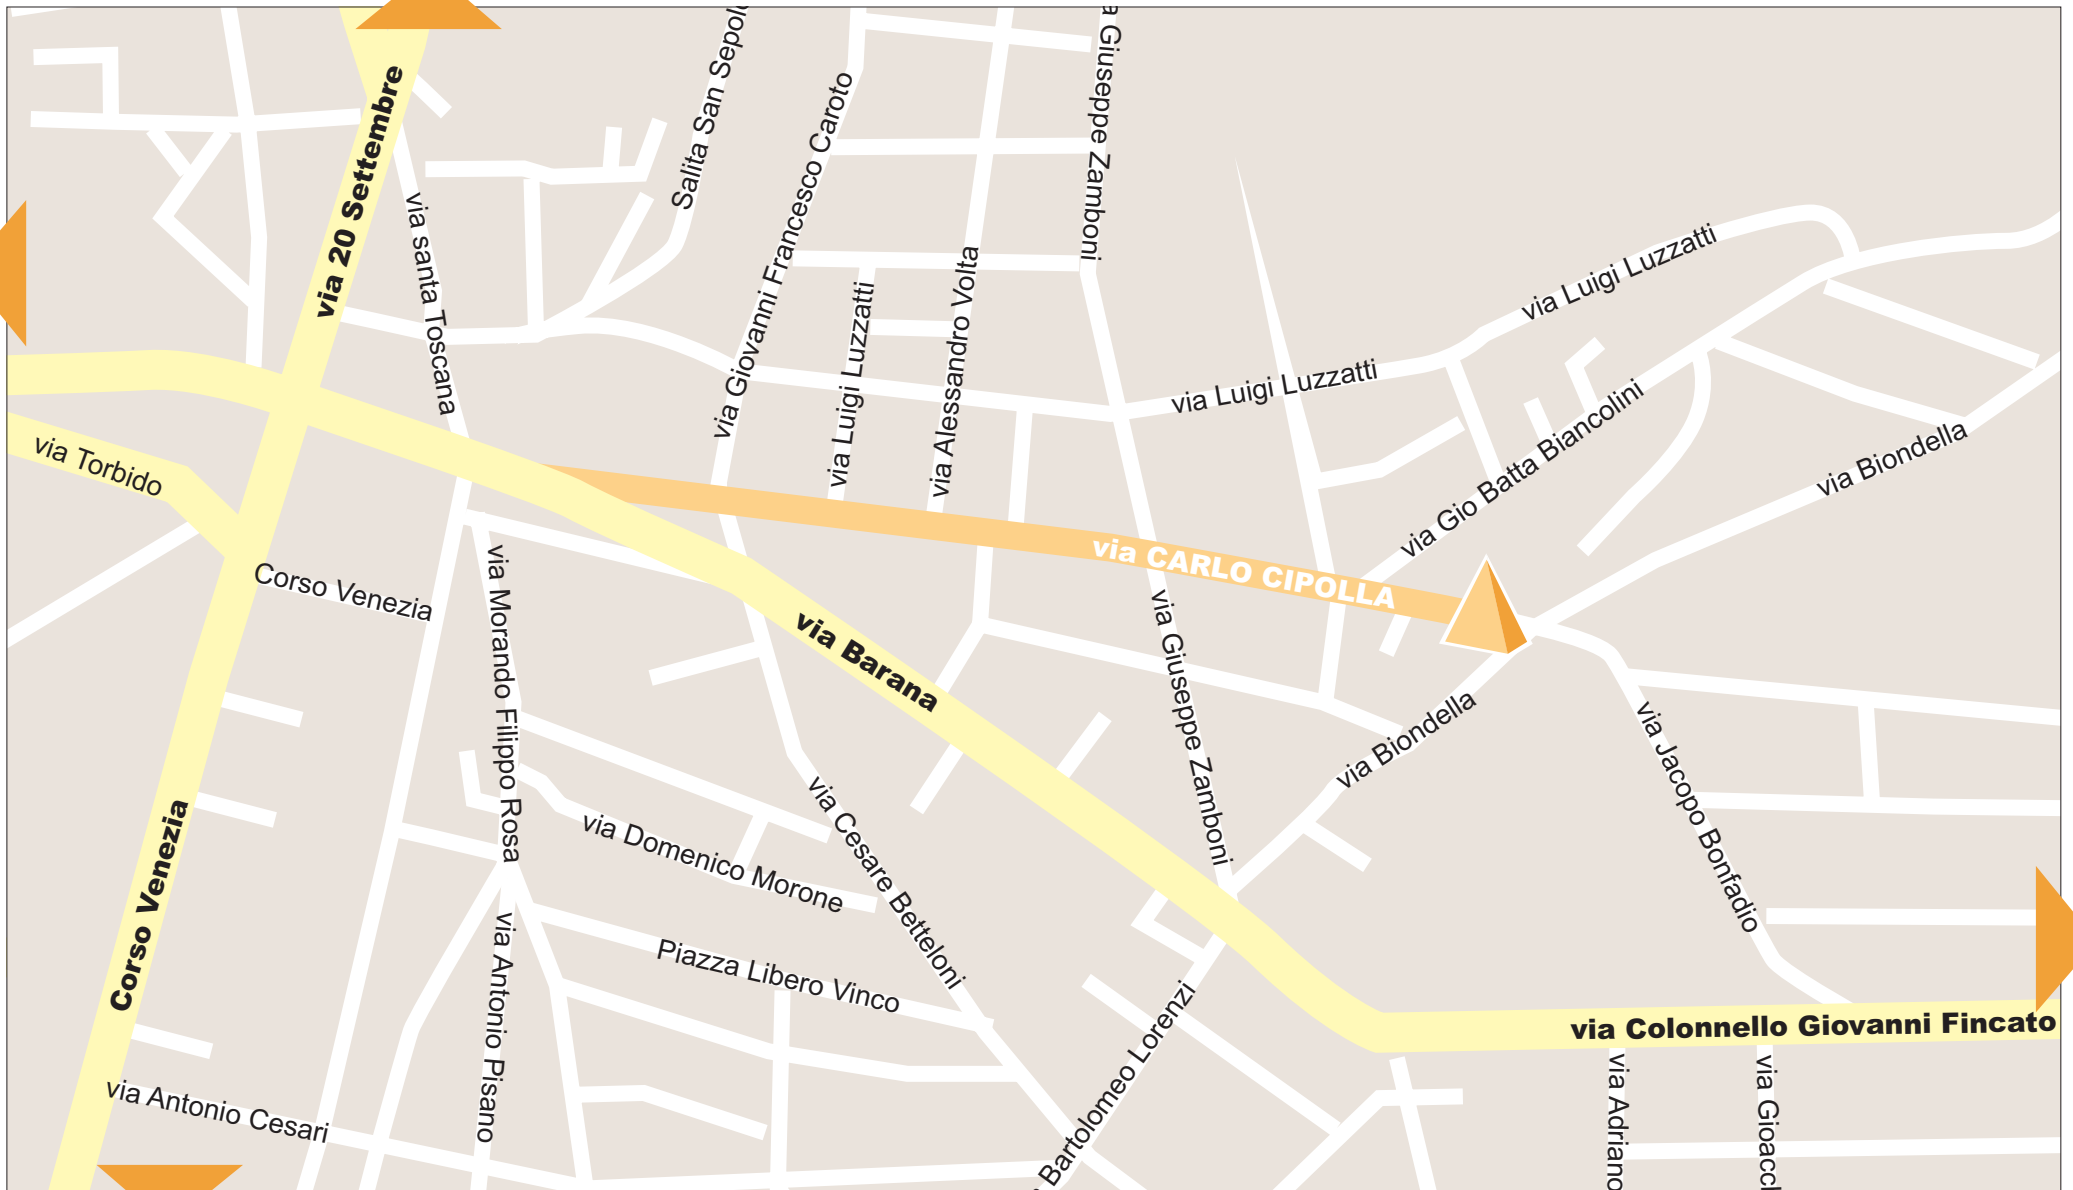 via 20 Settembre
via santa Toscana
Salita San
via Giovanni Francesco Caroto
Giuseppe Zamboni
via Luigi Luzzatti
via Alessandro Volta
via Luigi Luzzatti
via Luigi Luzzatti
via Torbido
via Gio Batta Biancolini
via Biondella
via CARLO CIPOLLA
Corso Venezia
via Morando Filippo Rosa
via Barana
via Giuseppe Zamboni
via Biondella
via Jacopo Bonfadio
Corso Venezia
via Domenico Morone
via Cesare Betteloni
via Antonio Pisano
Piazza Libero Vinco
Bartolomeo Lorenzi
via Colonnello Giovanni Fincato
via Adriano
via
via Antonio Cesari